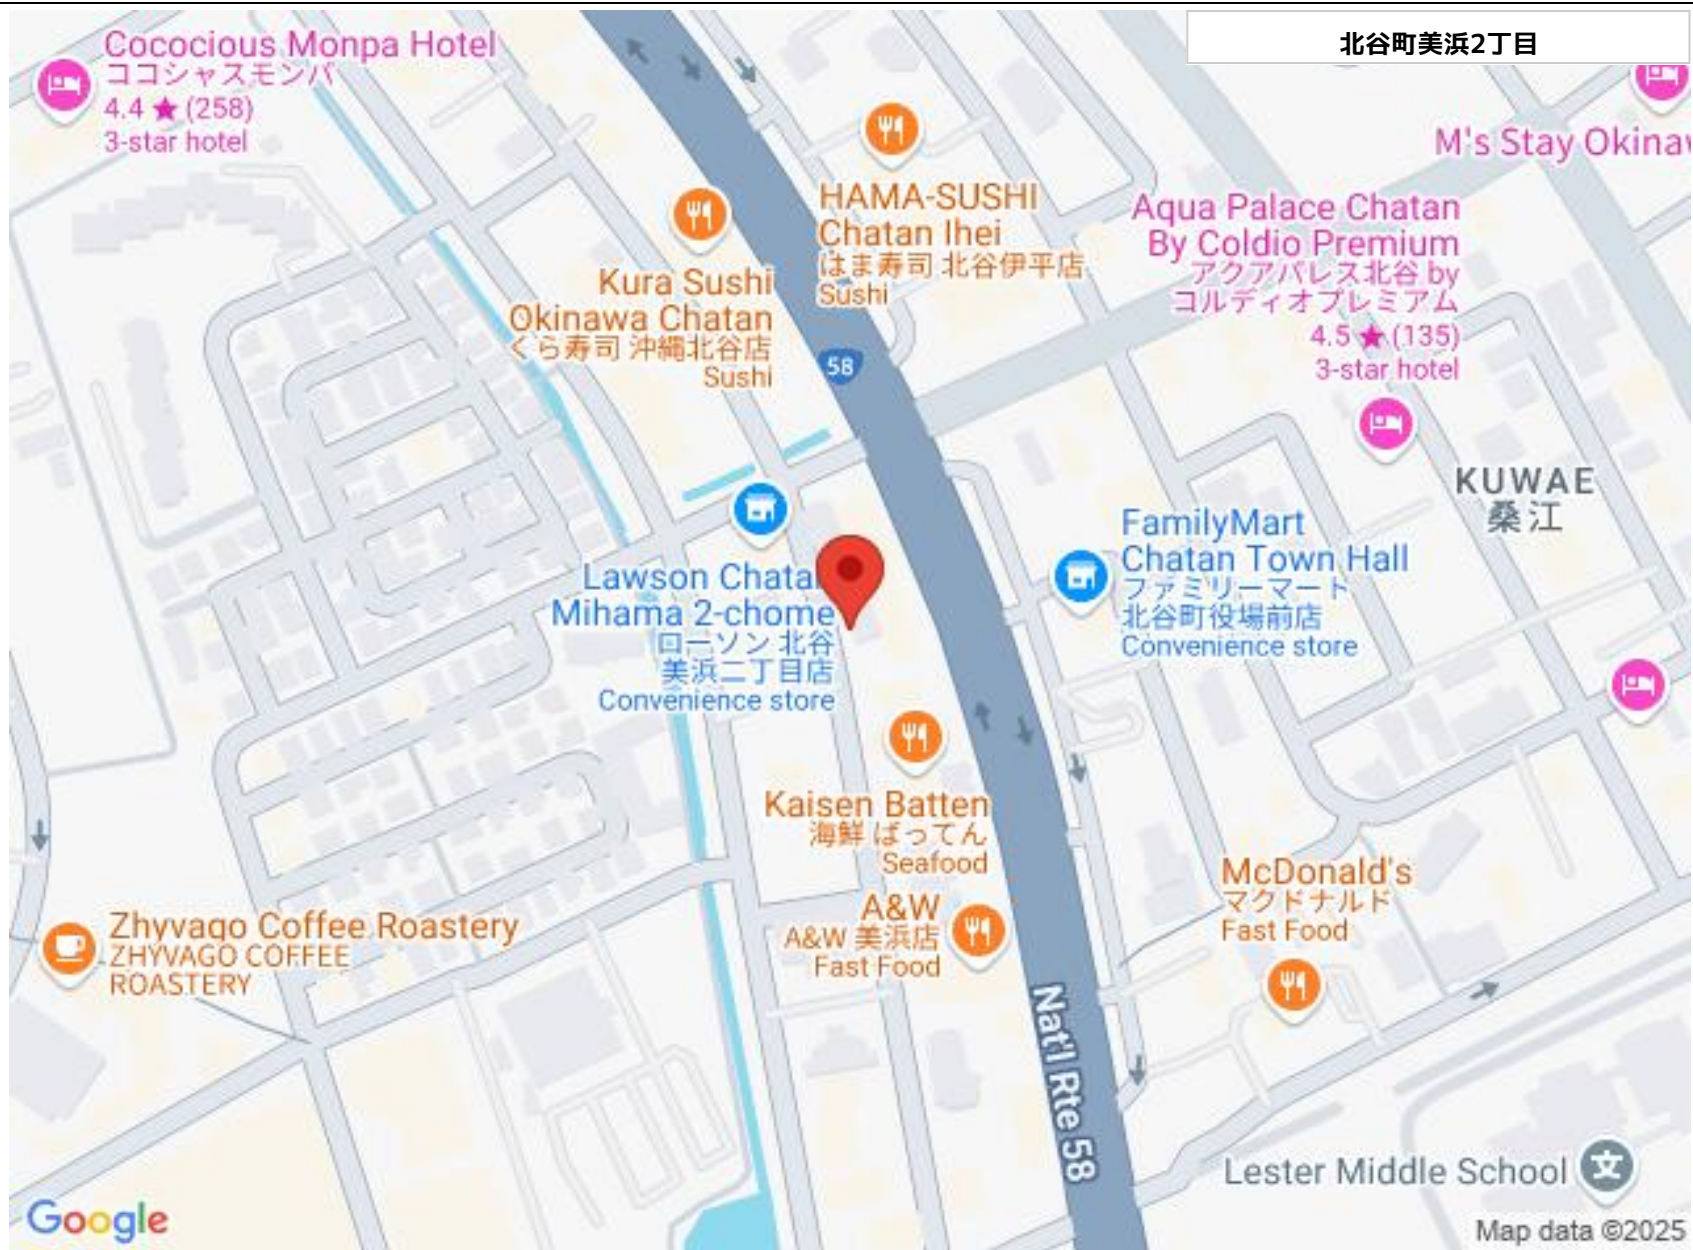 北谷町美浜2丁目
Cococious Monpa Hotel
ココシャスモンパ
4.4 ★ (258)
3-star hotel
M's Stay Okinaw
HAMA-SUSHI
Chatan Ihei
はま寿司 北谷伊平店
Sushi
Aqua Palace Chatan
By Coldio Premium
アクアパレス北谷 by
コルディオプレミアム
4.5 ★ (135)
3-star hotel
Kura Sushi
Okinawa Chatan
くら寿司 沖縄北谷店
Sushi
58
KUWAE
桑江
FamilyMart
Chatan Town Hall
ファミリーマート
北谷町役場前店
Convenience store
Lawson Chata
Mihama 2-chome
ローソン 北谷
美浜二丁目店
Convenience store
Kaisen Batten
海鮮 ばってん
Seafood
McDonald's
マクドナルド
Fast Food
A&W
A&W 美浜店
Fast Food
Zhyvago Coffee Roastery
ZHYVAGO COFFEE
ROASTERY
Nat'l Rte 58
Lester Middle School
文
Google
Map data ©2025